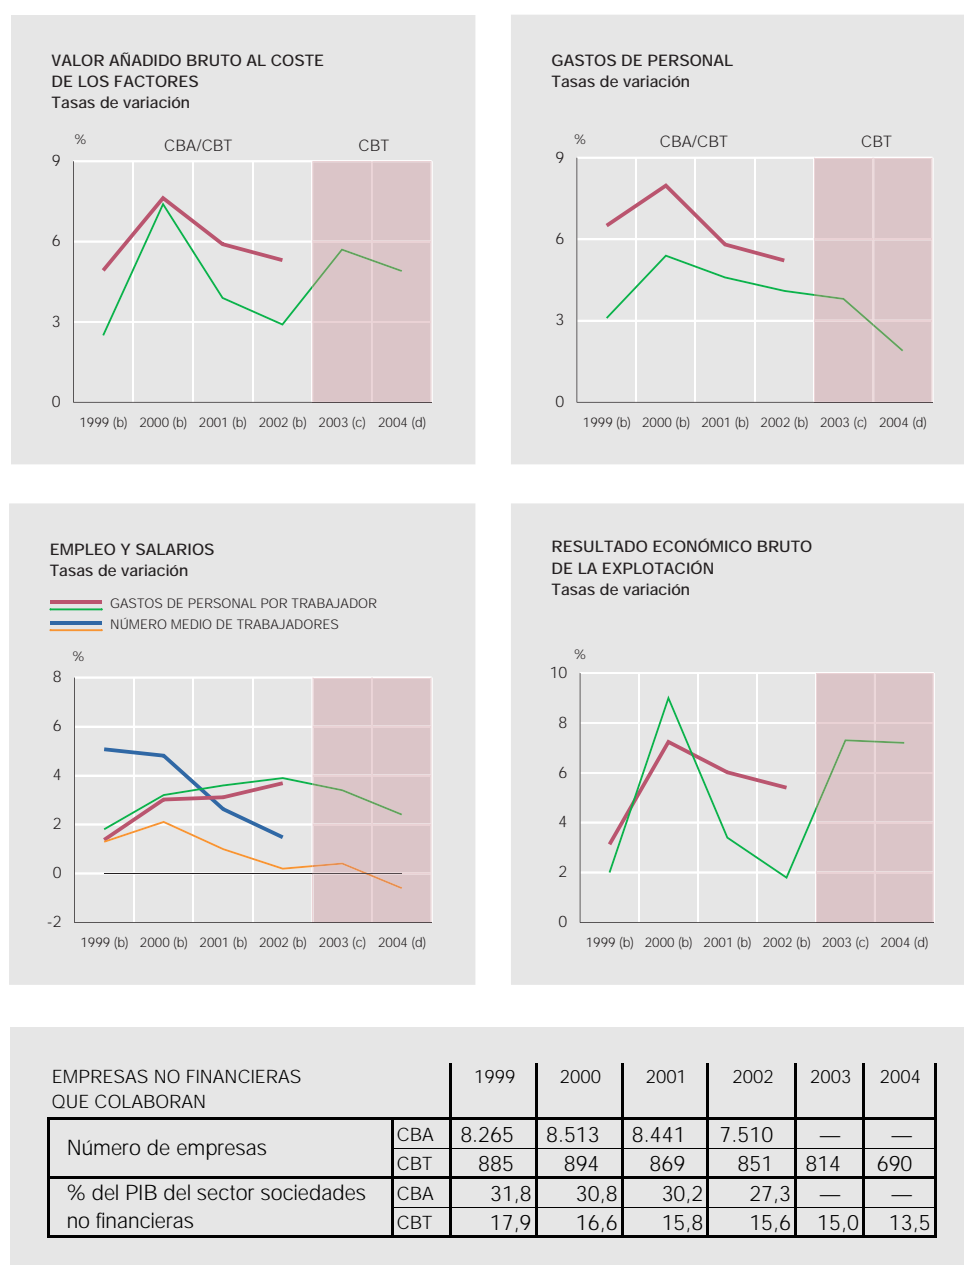 VALOR AÑADIDO BRUTO AL COSTE
DE LOS FACTORES
Tasas de variación
%
CBA/CBT CBT
9
6
3
0
1999 (b) 2000 (b) 2001 (b) 2002 (b) 2003 (c) 2004 (d)
GASTOS DE PERSONAL
Tasas de variación
%
CBA/CBT CBT
9
6
3
0
1999 (b) 2000 (b) 2001 (b) 2002 (b) 2003 (c) 2004 (d)
EMPLEO Y SALARIOS
Tasas de variación
GASTOS DE PERSONAL POR TRABAJADOR
NÚMERO MEDIO DE TRABAJADORES
%
8
6
4
2
0
-2
1999 (b) 2000 (b) 2001 (b) 2002 (b) 2003 (c) 2004 (d)
RESULTADO ECONÓMICO BRUTO
DE LA EXPLOTACIÓN
Tasas de variación
%
10
8
6
4
2
0
1999 (b) 2000 (b) 2001 (b) 2002 (b) 2003 (c) 2004 (d)
EMPRESAS NO FINANCIERAS 1999 2000 2001 2002 2003 2004
QUE COLABORAN
Número de empresas
CBA 8.265 8.513 8.441 7.510 — —
CBT 885 894 869 851 814 690
% del PIB del sector sociedades CBA 31,8 30,8 30,2 27,3 — —
no financieras CBT 17,9 16,6 15,8 15,6 15,0 13,5